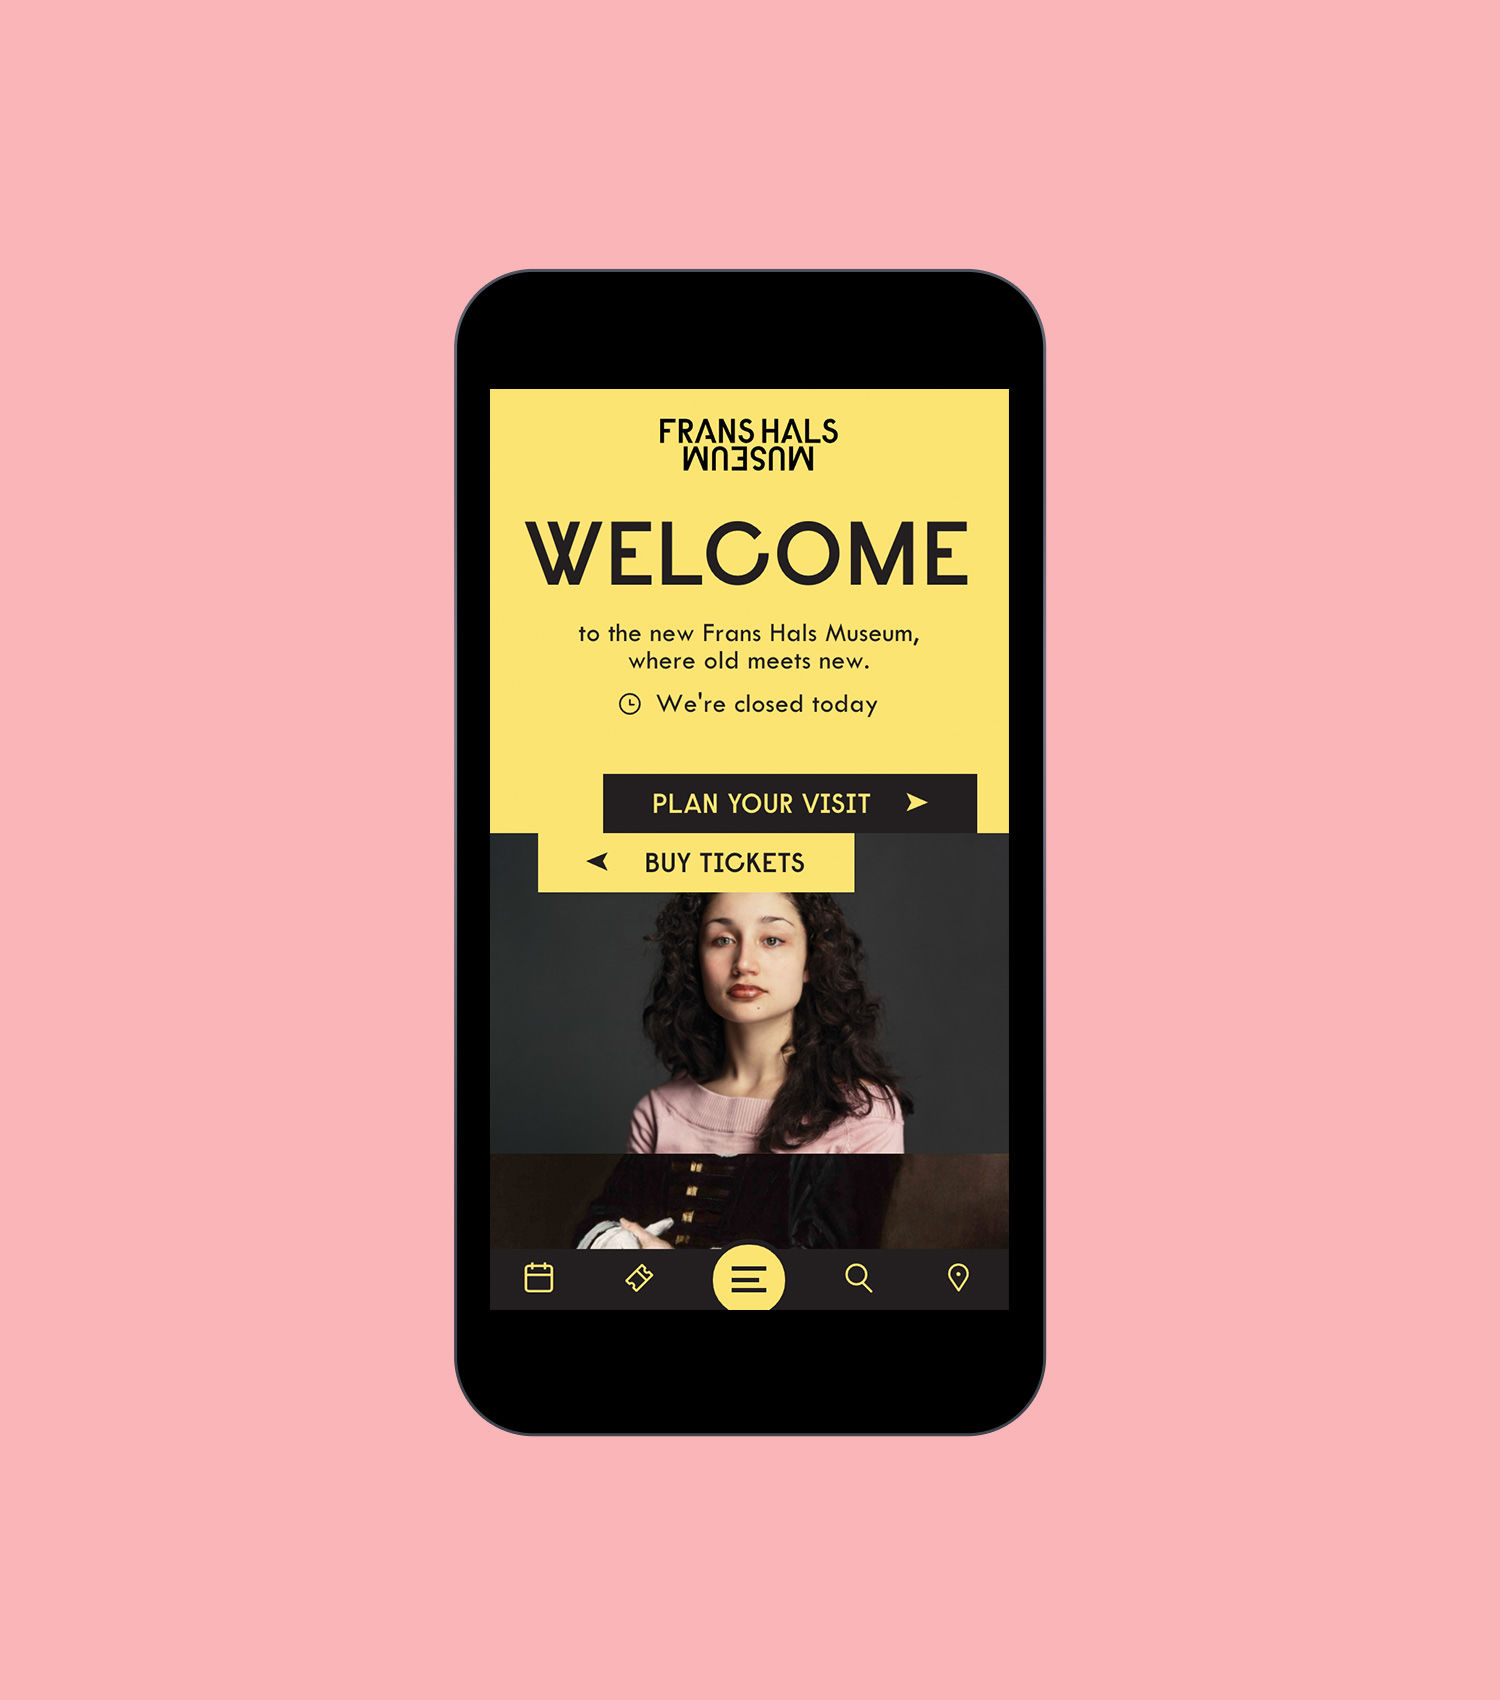 FRANS HALS
MUSEUM
WELCOME
to the new Frans Hals Museum,
where old meets new.
We're closed today
PLAN YOUR VISIT
BUY TICKETS